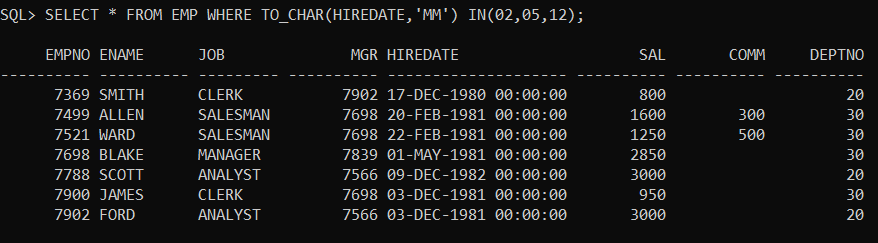 SQL> SELECT * FROM EMP WHERE TO_CHAR(HIREDATE,'MM') IN(02,05,12);
     EMPNO ENAME      JOB              MGR HIREDATE                    SAL       COMM     DEPTNO
---------- ---------- --------- ---------- -------------------- ---------- ---------- ----------
      7369 SMITH      CLERK           7902 17-DEC-1980 00:00:00        800                    20
      7499 ALLEN      SALESMAN        7698 20-FEB-1981 00:00:00       1600        300         30
      7521 WARD       SALESMAN        7698 22-FEB-1981 00:00:00       1250        500         30
      7698 BLAKE      MANAGER         7839 01-MAY-1981 00:00:00       2850                    30
      7788 SCOTT      ANALYST         7566 09-DEC-1982 00:00:00       3000                    20
      7900 JAMES      CLERK           7698 03-DEC-1981 00:00:00        950                    30
      7902 FORD       ANALYST         7566 03-DEC-1981 00:00:00       3000                    20